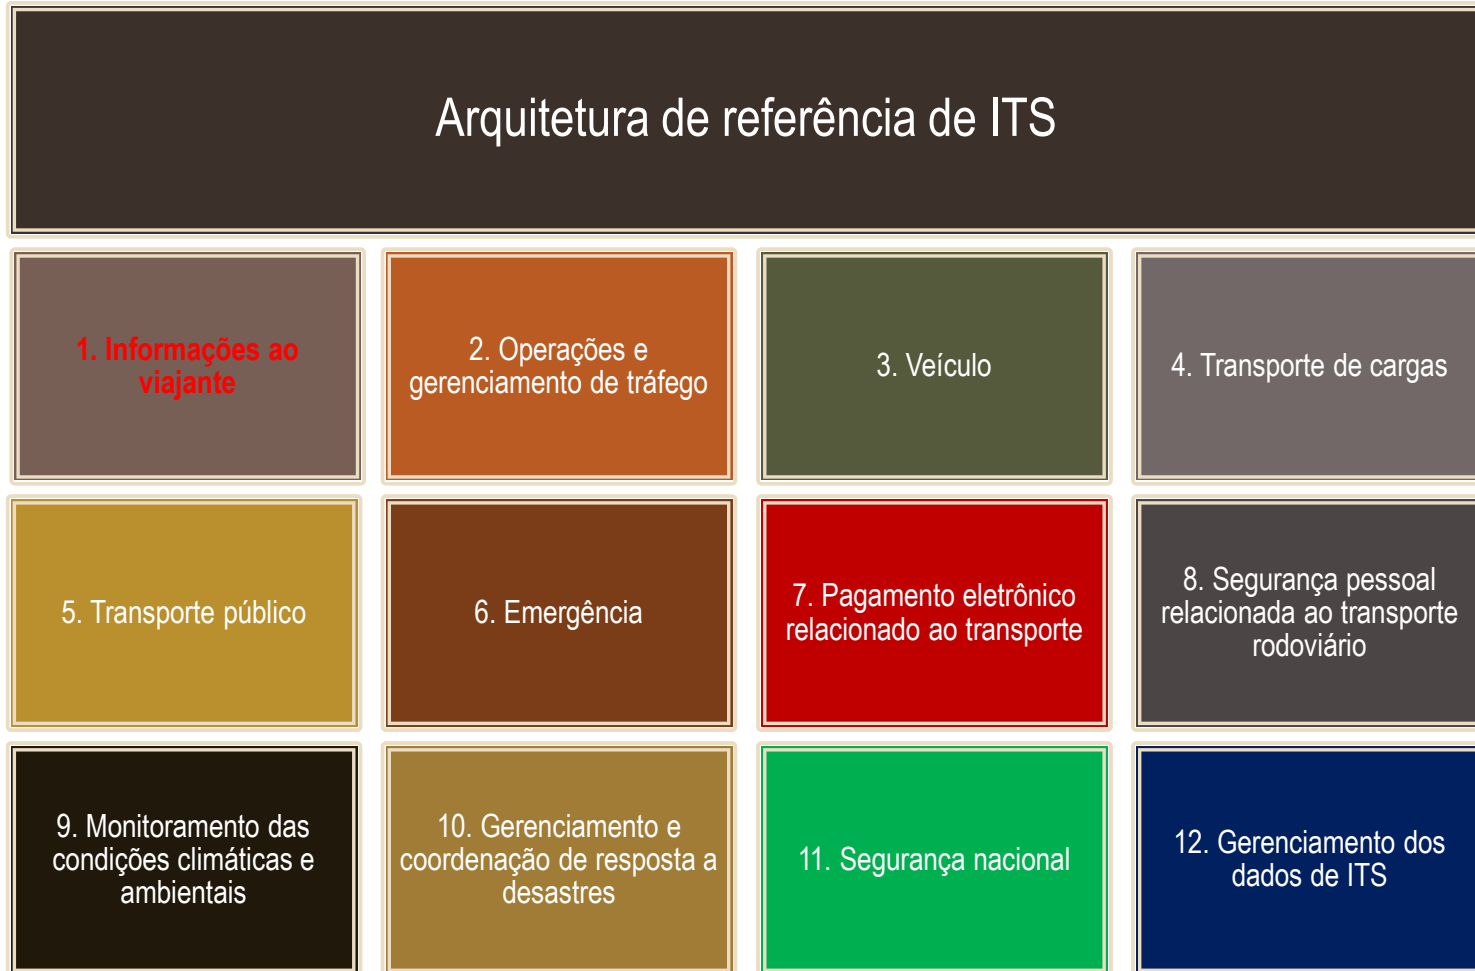 Arquitetura de referência de ITS
1. Informações ao
viajante
2. Operações e
gerenciamento de tráfego
3. Veículo
4. Transporte de cargas
5. Transporte público
6. Emergência
7. Pagamento eletrônico
relacionado ao transporte
8. Segurança pessoal
relacionada ao transporte
rodoviário
9. Monitoramento das
condições climáticas e
ambientais
10. Gerenciamento e
coordenação de resposta a
desastres
11. Segurança nacional
12. Gerenciamento dos
dados de ITS